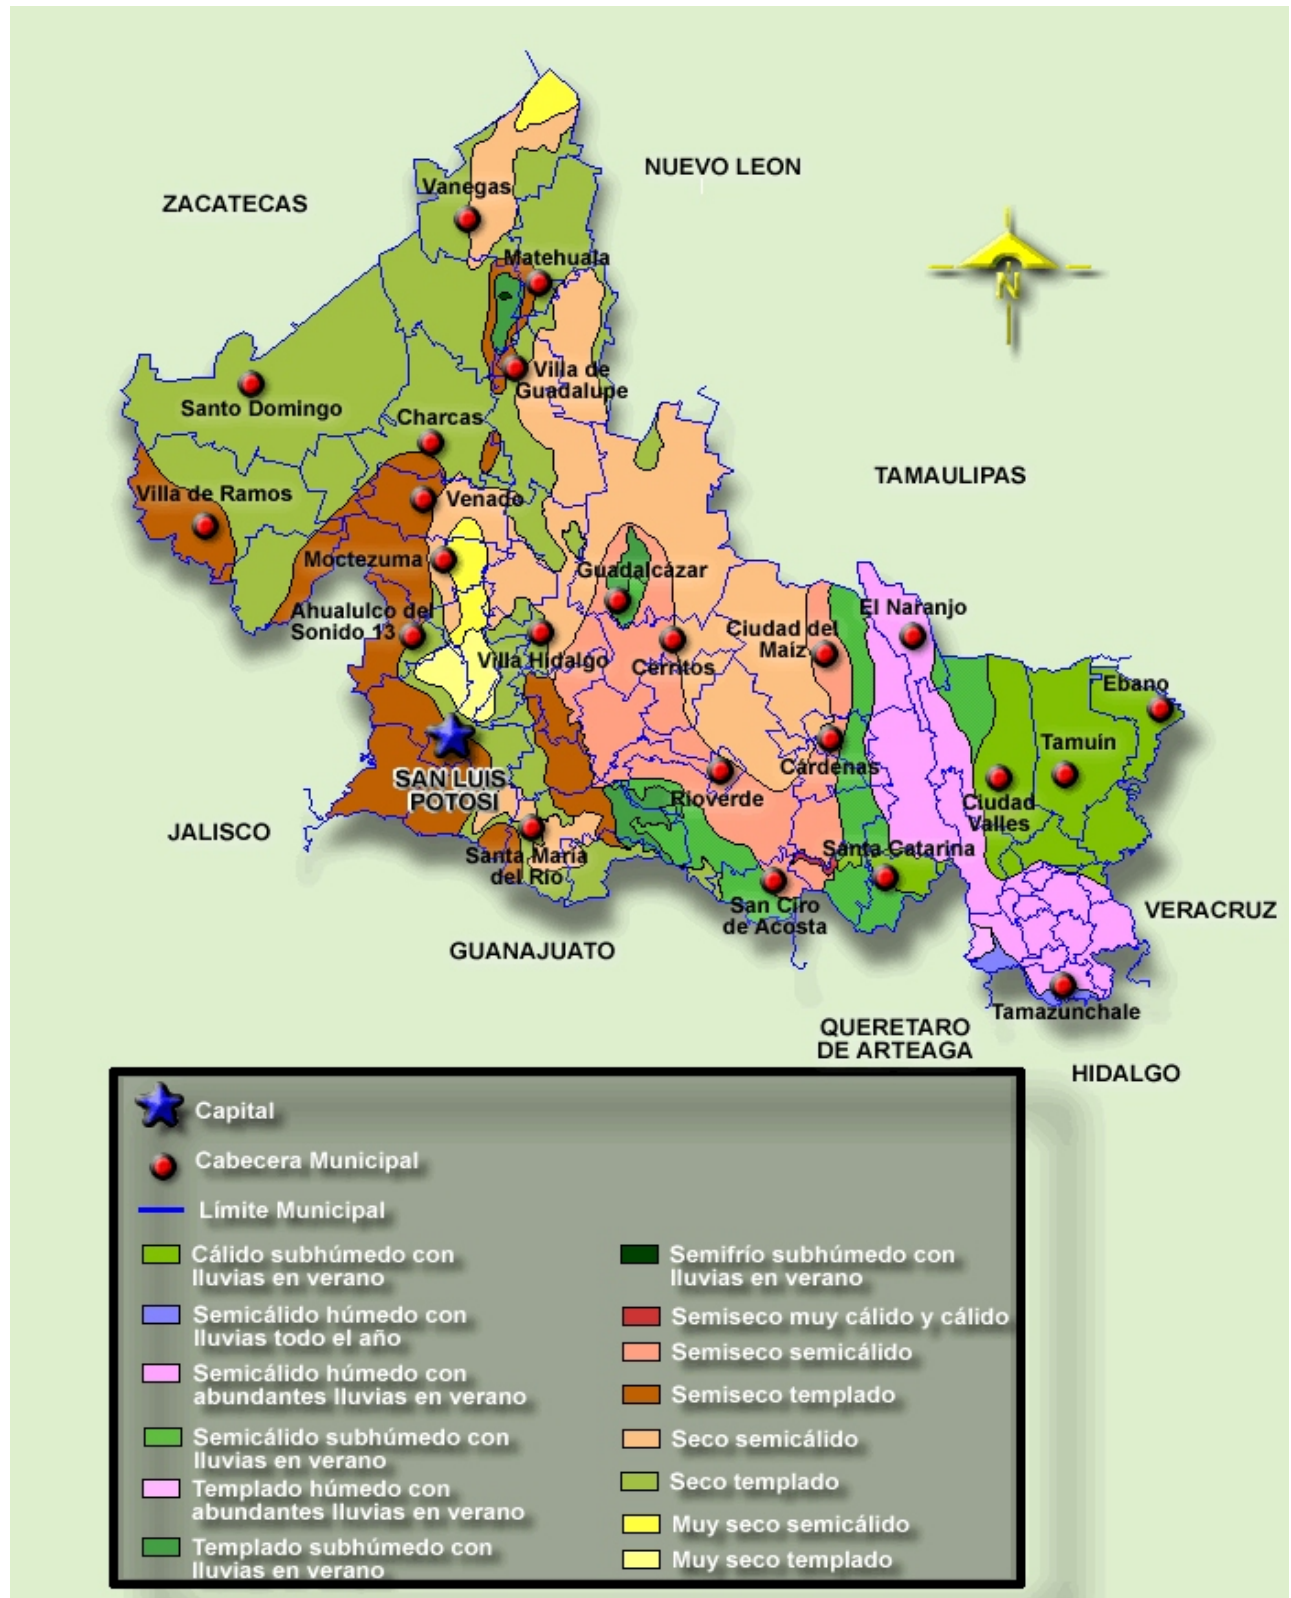 NUEVO LEON
ZACATECAS
Vanegas
Matehuala
N
Villa de
Guadalupe
Santo Domingo
Charcas
TAMAULIPAS
Villa de Ramos
Venado
Moctezuma
Guadalcázar
Ahualulco del
Sonido 13
El Naranjo
Ciudad del
Maíz
Villa Hidalgo
Cerritos
Ebano
Tamuín
SAN LUIS
POTOSÍ
Cárdenas
Rioverde
Ciudad
Valles
JALISCO
Santa María
del Río
Santa Catarina
San Ciro
de Acosta
VERACRUZ
GUANAJUATO
Tamazunchale
QUERETARO
DE ARTEAGA
HIDALGO
Capital
Cabecera Municipal
Límite Municipal
Cálido subhúmedo con
lluvias en verano
Semicálido húmedo con
lluvias todo el año
Semicálido húmedo con
abundantes lluvias en verano
Semicálido subhúmedo con
lluvias en verano
Templado húmedo con
abundantes lluvias en verano
Templado subhúmedo con
lluvias en verano
Semifrío subhúmedo con
lluvias en verano
Semiseco muy cálido y cálido
Semiseco semicálido
Semiseco templado
Seco semicálido
Seco templado
Muy seco semicálido
Muy seco templado